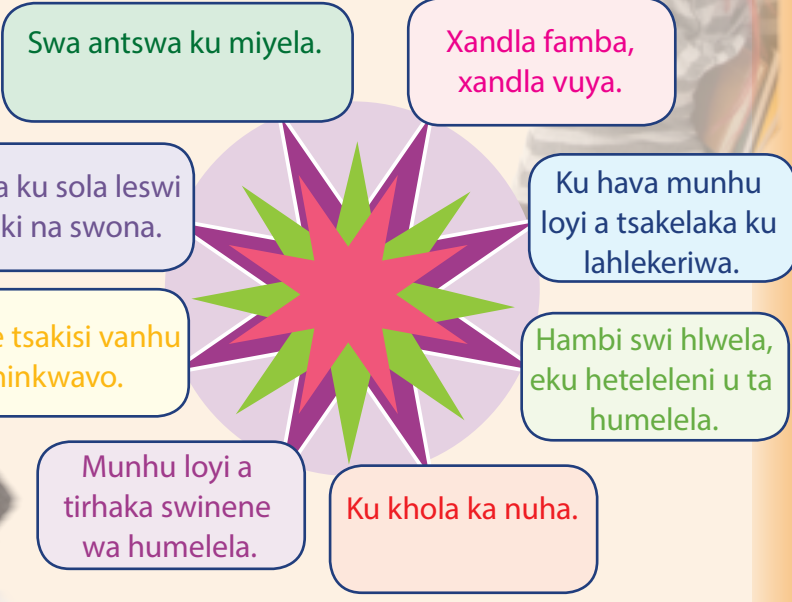 Swa antswa ku miyela.
Xandla famba,
xandla vuya.
ku sola leswi
na swona.
Ku hava munhu
loyi a tsakelaka ku
lahlekeriwa.
tsakisi vanhu
Hambi swi hlwela,
eku heteleleni u ta
humelela.
Munhu loyi a
tirhaka swinene
wa humelela.
Ku khola ka nuha.